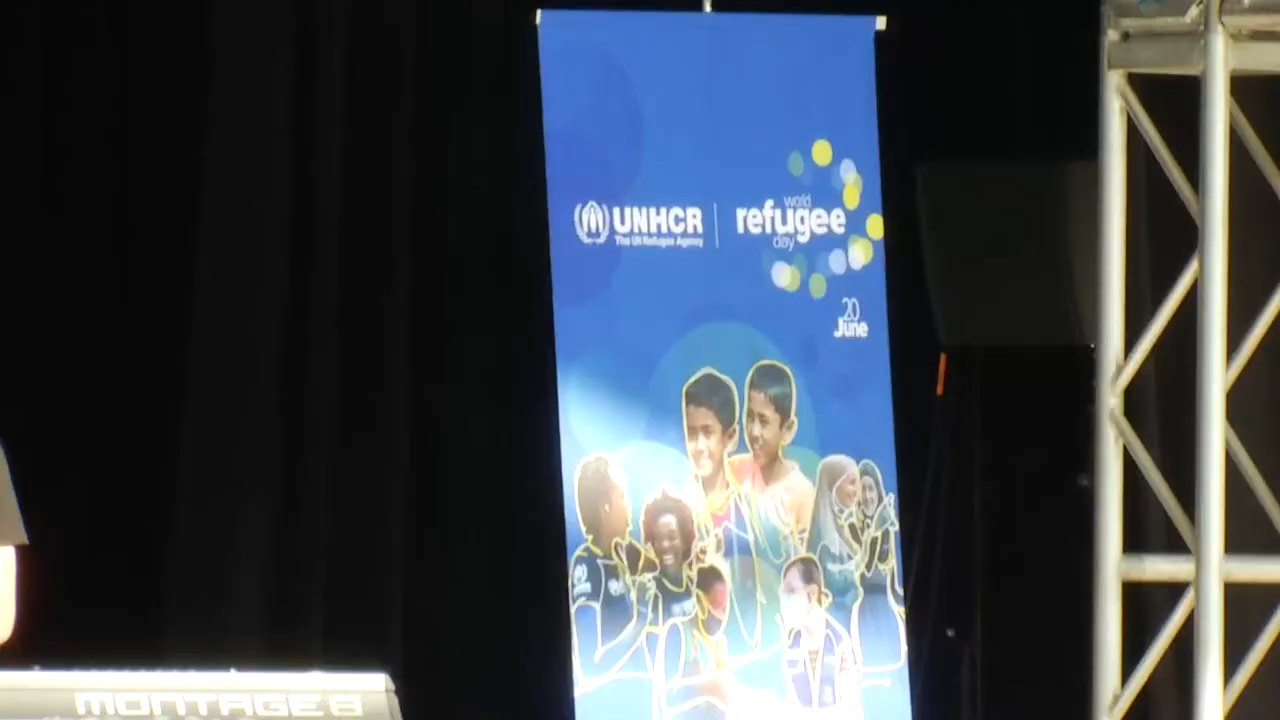 UNHCR
The UN Refugee Agency
world
refugee
day
20
June
MONTAGE 8